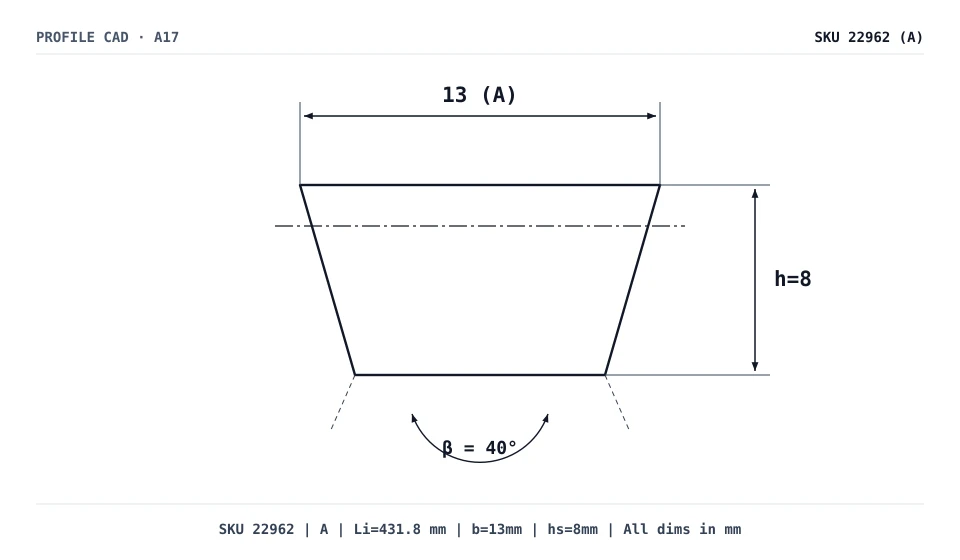 PROFILE CAD · A17
SKU 22962 (A)
13 (A)
h=8
β = 40°
SKU 22962 | A | Li=431.8 mm | b=13mm | hs=8mm | All dims in mm